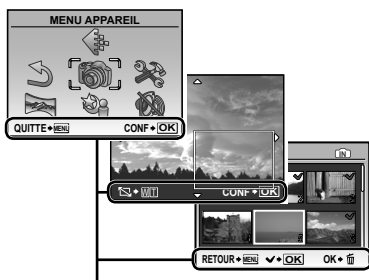 MENU APPAREIL
QUITTE MENU CONF OK
W T CONF OK
IN
RETOUR MENU OK OK